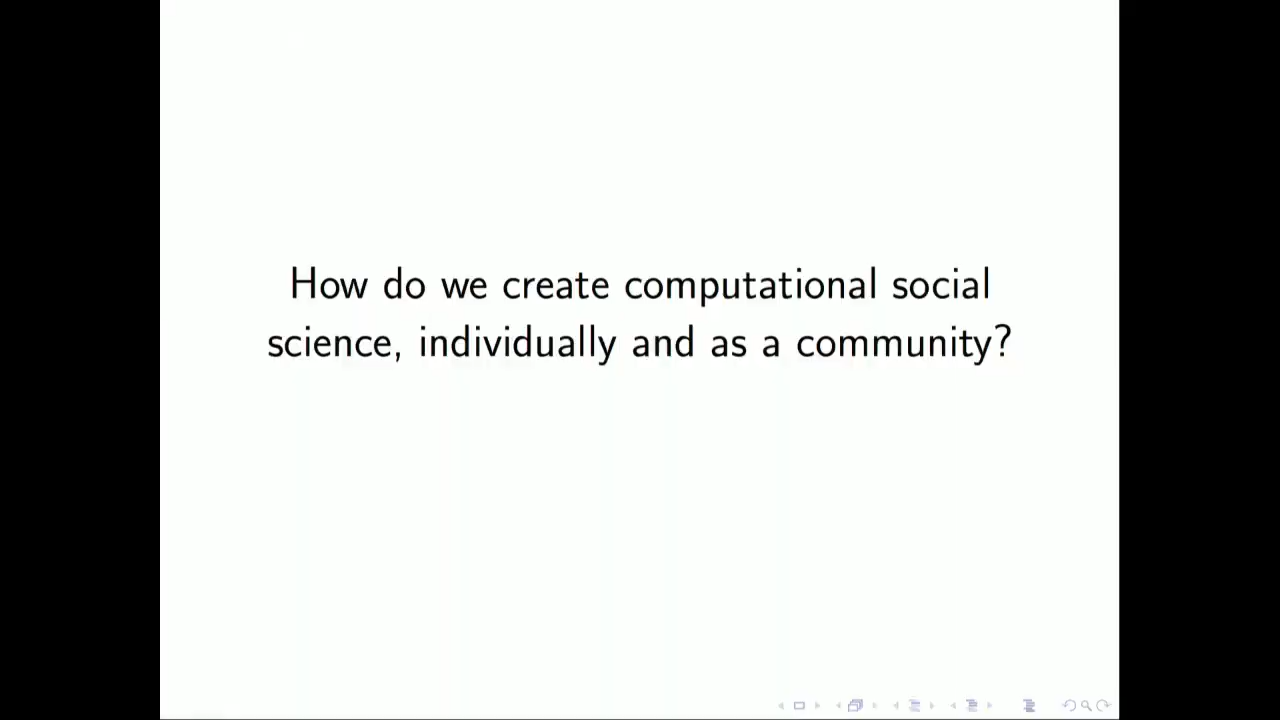 How do we create computational social
science, individually and as a community?